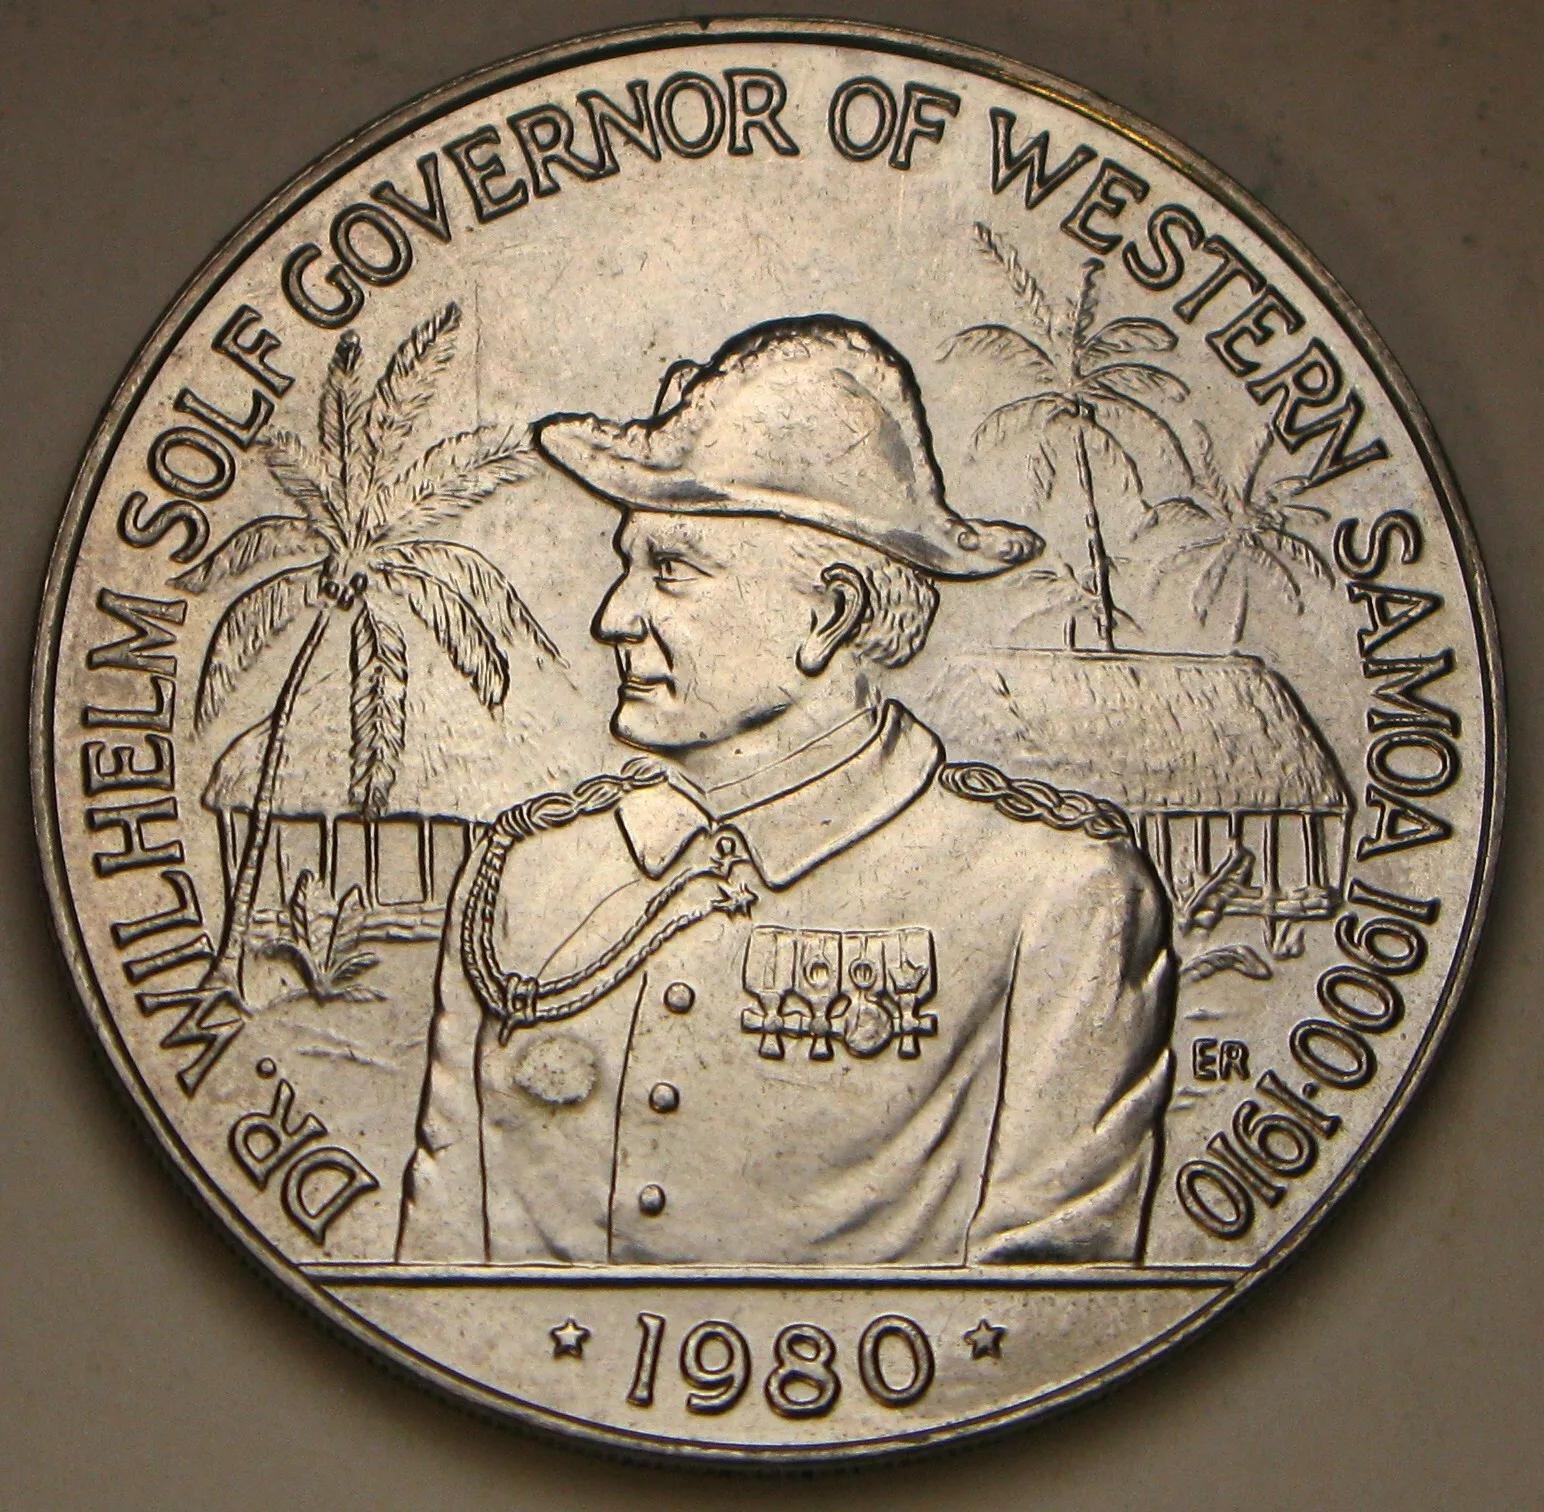 DR. WILHELM SOLF GOVERNOR OF WESTERN SAMOA 1900·1910
ER
1980